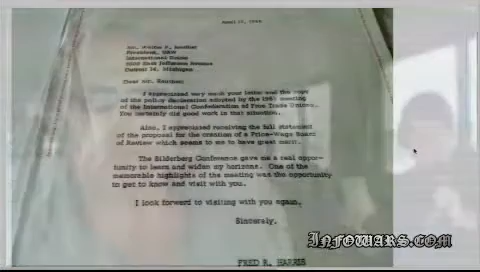 April 17, 1968
Mr. Walter P. Reuther
President, UAW
International Union
8000 East Jefferson Avenue
Detroit 14, Michigan
Dear Mr. Reuther:
I appreciated very much your letter and the copy
of the policy declaration adopted by the meeting
of the International Confederation of Free Trade Unions.
You certainly did good work in that situation.
Also, I appreciated receiving the full statement
of the proposal for the creation of a Price-Wage Board
of Review which seems to me to have great merit.
The Bilderberg Conference gave me a real oppor-
tunity to learn and widen my horizons. One of the
memorable highlights of the meeting was the opportunity
to get to know and visit with you.
I look forward to visiting with you again.
Sincerely,
FRED R. HARRIS
INFOWARS.COM